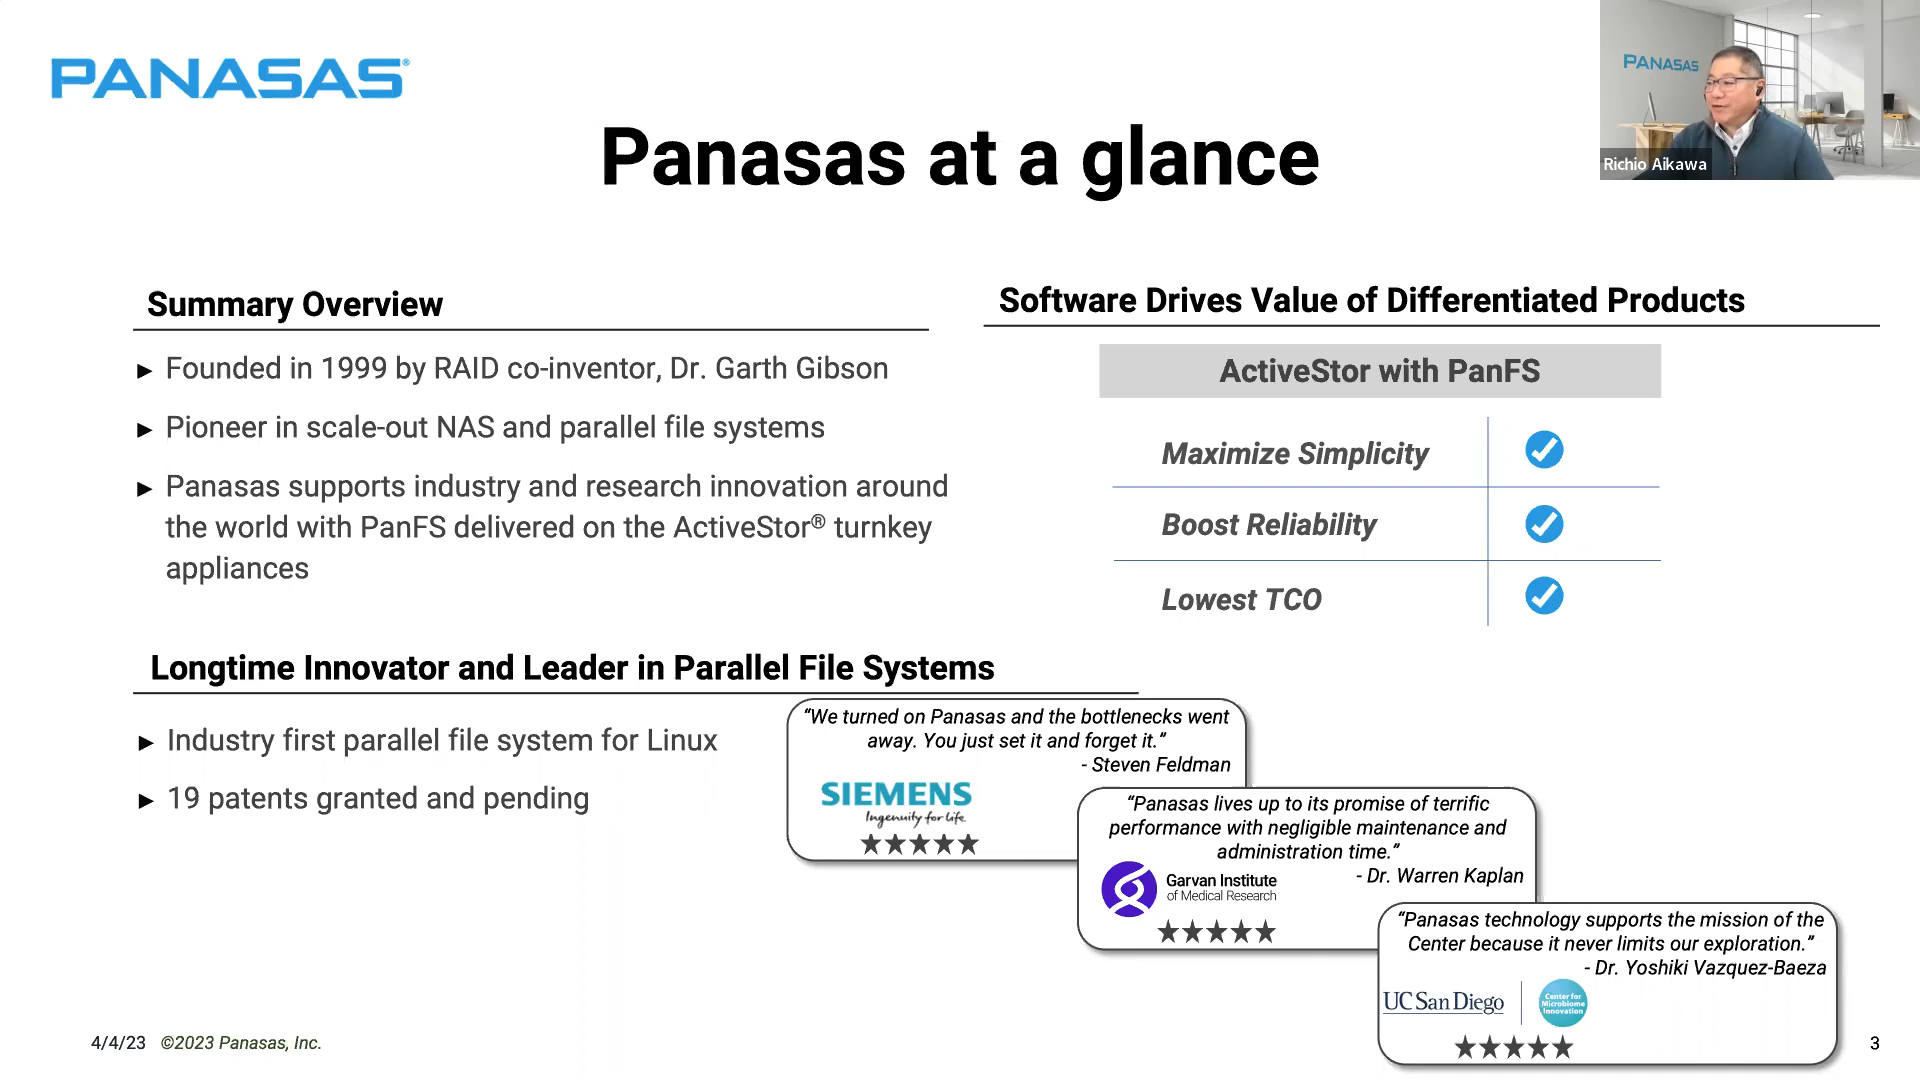 PANASAS®
PANASAS
Richio Aikawa
Panasas at a glance
Summary Overview
► Founded in 1999 by RAID co-inventor, Dr. Garth Gibson
► Pioneer in scale-out NAS and parallel file systems
► Panasas supports industry and research innovation around
the world with PanFS delivered on the ActiveStor® turnkey
appliances
Software Drives Value of Differentiated Products
ActiveStor with PanFS
Maximize Simplicity
Boost Reliability
Lowest TCO
Longtime Innovator and Leader in Parallel File Systems
► Industry first parallel file system for Linux
► 19 patents granted and pending
“We turned on Panasas and the bottlenecks went
away. You just set it and forget it.”
- Steven Feldman
SIEMENS
Ingenuity for life
★★★★★
“Panasas lives up to its promise of terrific
performance with negligible maintenance and
administration time.”
- Dr. Warren Kaplan
Garvan Institute
of Medical Research
★★★★★
“Panasas technology supports the mission of the
Center because it never limits our exploration.”
- Dr. Yoshiki Vazquez-Baeza
UC San Diego
Center for
Microbiome
Innovation
★★★★★
4/4/23 ©2023 Panasas, Inc.
3